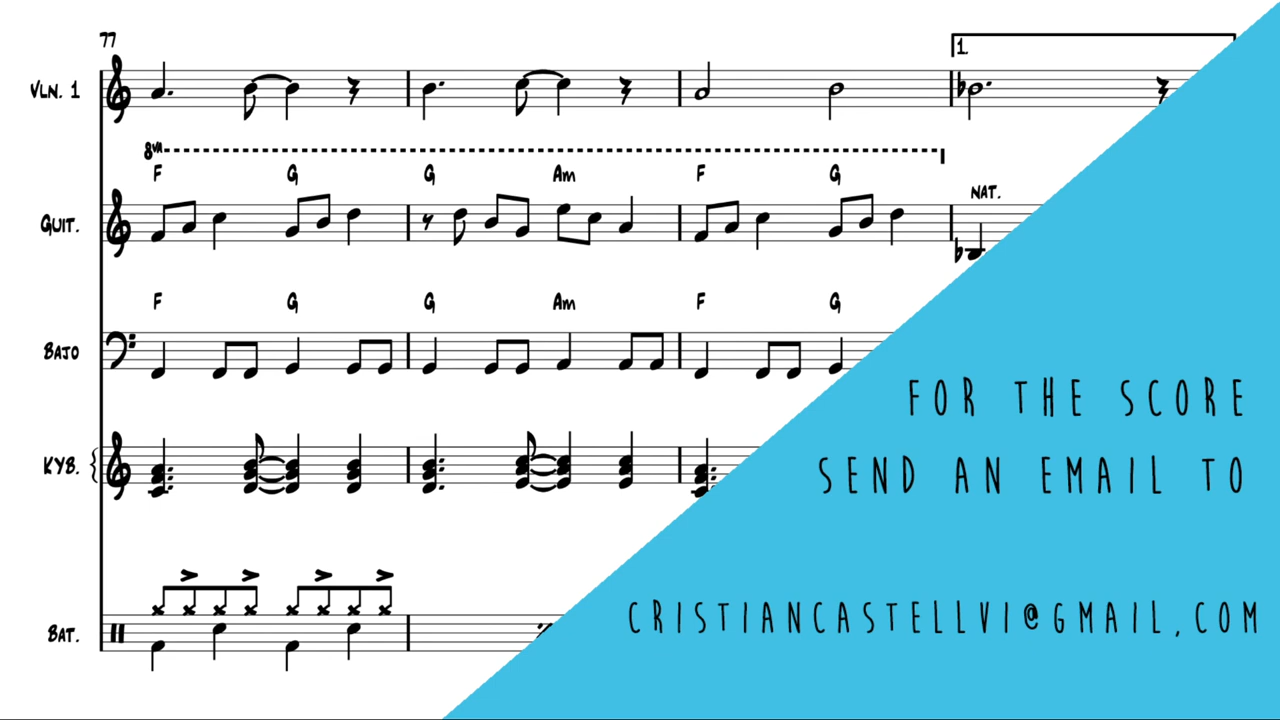 77
1.
VLN. 1
8VA
F G G Am F G
NAT.
GUIT.
F G G Am F G
BAJO
KYB.
BAT.
FOR THE SCORE
SEND AN EMAIL TO
CRISTIANCASTELLVI@GMAIL.COM